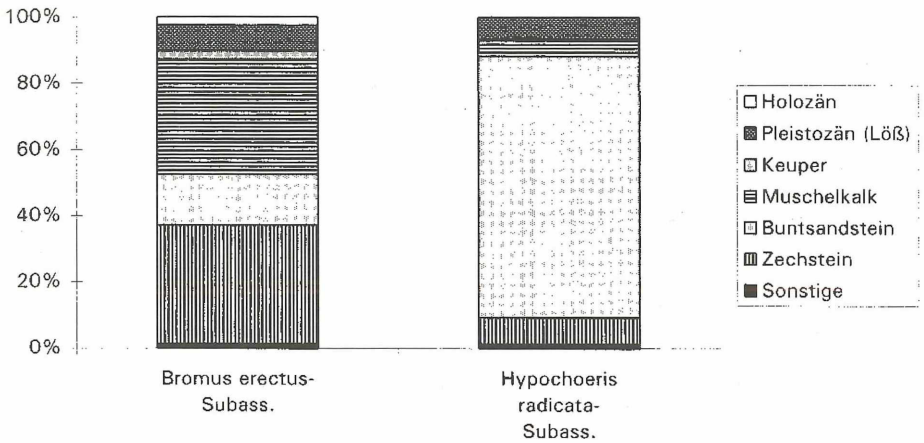 100%
80%
60%
40%
20%
0%
Bromus erectus-
Subass.
Hypochoeris
radicata-
Subass.
Holozän
Pleistozän (Löß)
Keuper
Muschelkalk
Buntsandstein
Zechstein
Sonstige